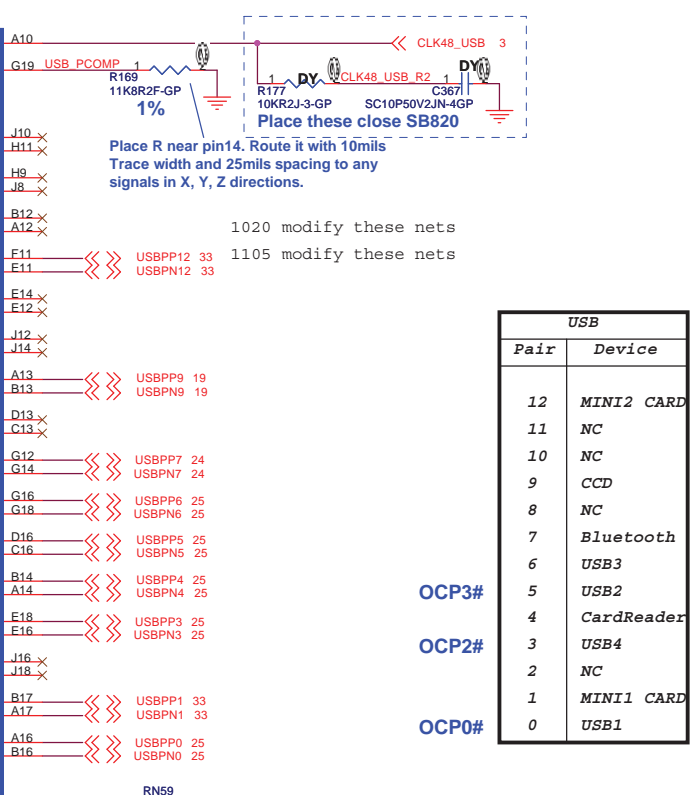 A10
CLK48_USB 3
G19 USB_PCOMP 1 2
R169
11K8R2F-GP
1%
1 DY 2 CLK48_USB_R2 1 DY 2
R177
10KR2J-3-GP
C367
SC10P50V2JN-4GP
Place these close SB820
Place R near pin14. Route it with 10mils
Trace width and 25mils spacing to any
signals in X, Y, Z directions.
J10
H11
H9
J8
B12
A12
1020 modify these nets
1105 modify these nets
F11 USBPP12 33
E11 USBPN12 33
E14
E12
J12
J14
A13 USBPP9 19
B13 USBPN9 19
D13
C13
G12 USBPP7 24
G14 USBPN7 24
G16 USBPP6 25
G18 USBPN6 25
D16 USBPP5 25
C16 USBPN5 25
B14 USBPP4 25
A14 USBPN4 25
E18 USBPP3 25
E16 USBPN3 25
J16
J18
B17 USBPP1 33
A17 USBPN1 33
A16 USBPP0 25
B16 USBPN0 25
RN59
USB
Pair Device
12 MINI2 CARD
11 NC
10 NC
9 CCD
8 NC
7 Bluetooth
6 USB3
OCP3# 5 USB2
4 CardReader
OCP2# 3 USB4
2 NC
1 MINI1 CARD
OCP0# 0 USB1